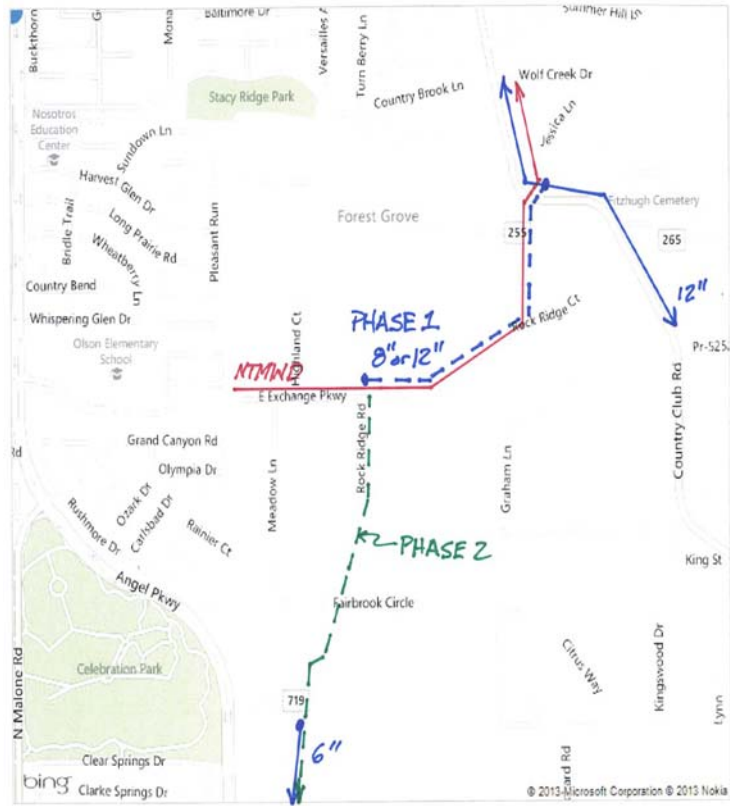 Buckthorn
Mona
Baltimore Dr
Versailles A
Turn Berry Ln
Summer Hill Ls
Stacy Ridge Park
Country Brook Ln
Wolf Creek Dr
Jessica Ln
Nosotros
Education
Center
Sundown Ln
Harvest Glen Dr
Long Prairie Rd
Bridle Trail
Wheatberry Ln
Pleasant Run
Forest Grove
Fitzhugh Cemetery
255
265
Country Bend
Whispering Glen Dr
Olson Elementary
School
Highland Ct
PHASE 1
8" or 12"
Rock Ridge Ct
12"
Pr-5252
NTMWD
E Exchange Pkwy
Rd
Grand Canyon Rd
Olympia Dr
Ozark Dr
Carlsbad Dr
Rushmore Dr
Rainier Ct
Meadow Ln
Rock Ridge Rd
Graham Ln
Country Club Rd
PHASE 2
King St
Angel Pkwy
Fairbrook Circle
Celebration Park
N Malone Rd
Citrus Way
Kingswood Dr
Lynn
719
6"
Clear Springs Dr
Clarke Springs Dr
bing
ard Rd
© 2013 Microsoft Corporation © 2013 Nokia